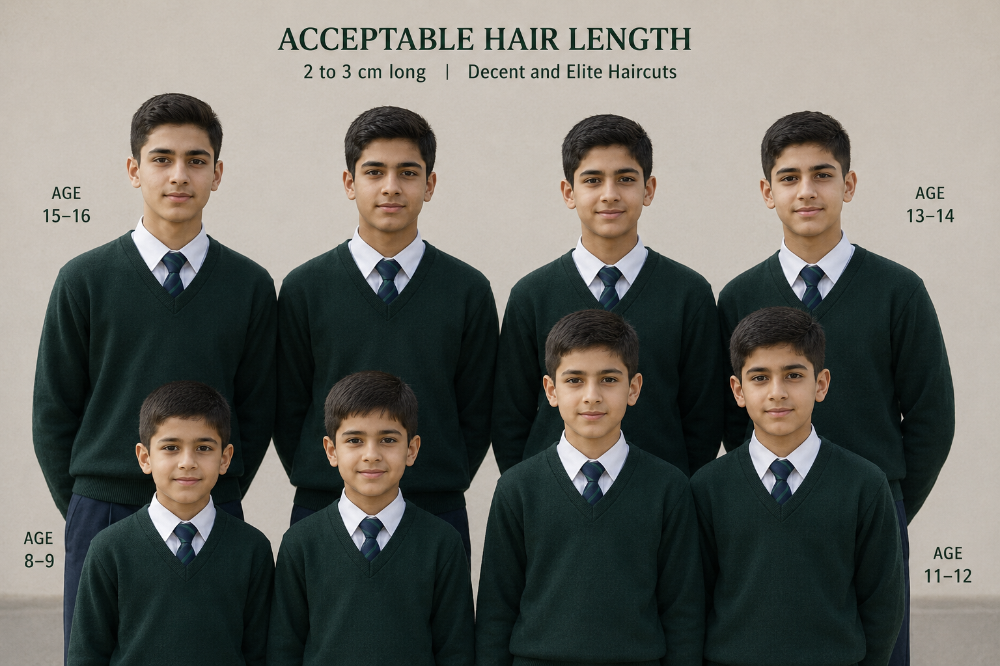 ACCEPTABLE HAIR LENGTH
2 to 3 cm long | Decent and Elite Haircuts
AGE
15–16
AGE
13–14
AGE
8–9
AGE
11–12